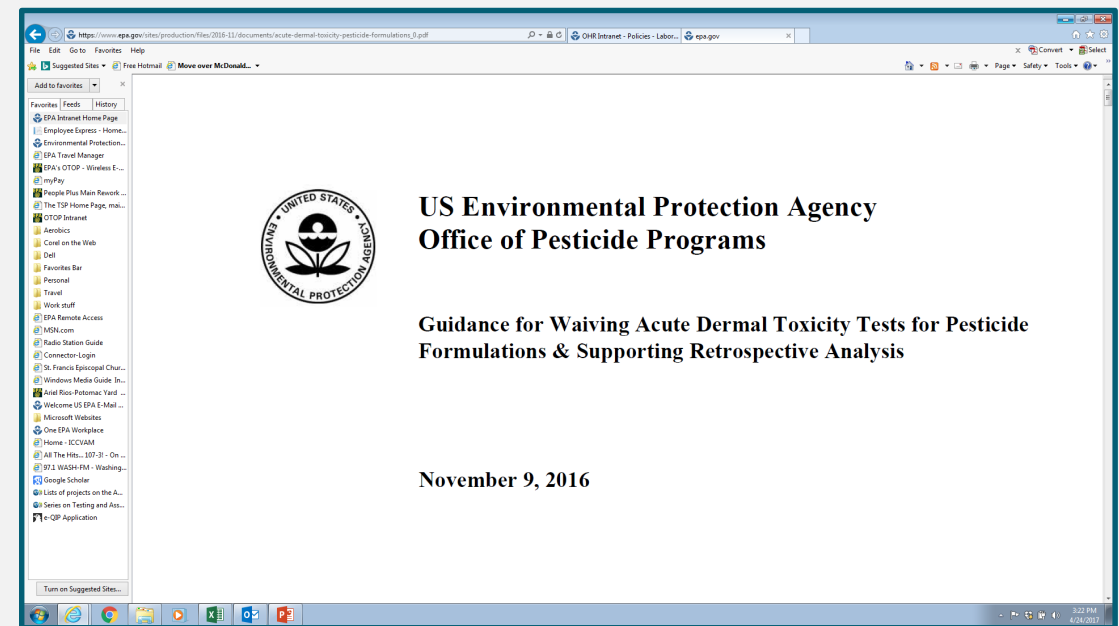 https://www.epa.gov/sites/production/files/2016-11/documents/acute-dermal-toxicity-pesticide-formulations_0.pdf
OHR Intranet - Policies - Labor...
epa.gov
File Edit Go to Favorites Help
x Convert Select
Suggested Sites Free Hotmail Move over McDonald...
Page Safety Tools
Add to favorites
Favorites Feeds History
EPA Intranet Home Page
Employee Express - Home...
Environmental Protection...
EPA Travel Manager
EPA's OTOP - Wireless E-...
myPay
People Plus Main Rework ...
The TSP Home Page, mai...
OTOP Intranet
Aerobics
Corel on the Web
Dell
Favorites Bar
Personal
Travel
Work stuff
EPA Remote Access
MSN.com
Radio Station Guide
Connector-Login
St. Francis Episcopal Chur...
Windows Media Guide In...
Ariel Rios-Potomac Yard ...
Welcome US EPA E-Mail ...
Microsoft Websites
One EPA Workplace
Home - ICCVAM
All The Hits... 107-3! - On ...
97.1 WASH-FM - Washing...
Google Scholar
Lists of projects on the A...
Series on Testing and Ass...
e-QIP Application
Turn on Suggested Sites...
UNITED STATES
ENVIRONMENTAL PROTECTION AGENCY
US Environmental Protection Agency
Office of Pesticide Programs
Guidance for Waiving Acute Dermal Toxicity Tests for Pesticide
Formulations & Supporting Retrospective Analysis
November 9, 2016
3:22 PM
4/24/2017